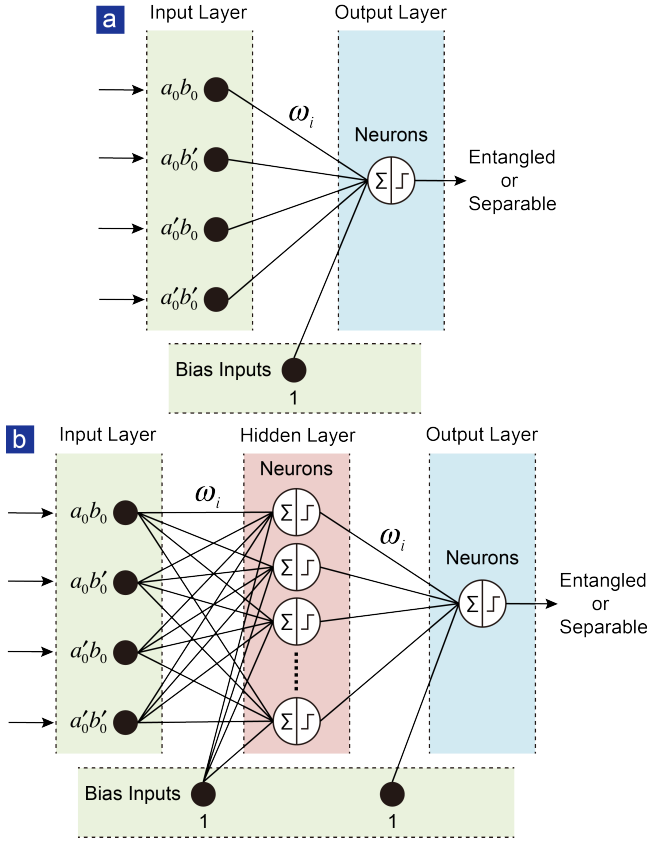 a
Input Layer
Output Layer
a₀b₀
ωᵢ
a₀b₀′
Neurons
Σ
Entangled
or
Separable
a₀′b₀
a₀′b₀′
Bias Inputs
1
b
Input Layer
Hidden Layer
Output Layer
Neurons
a₀b₀
ωᵢ
Σ
ωᵢ
a₀b₀′
Σ
Neurons
Σ
Entangled
or
Separable
Σ
a₀′b₀
a₀′b₀′
Σ
Bias Inputs
1
1